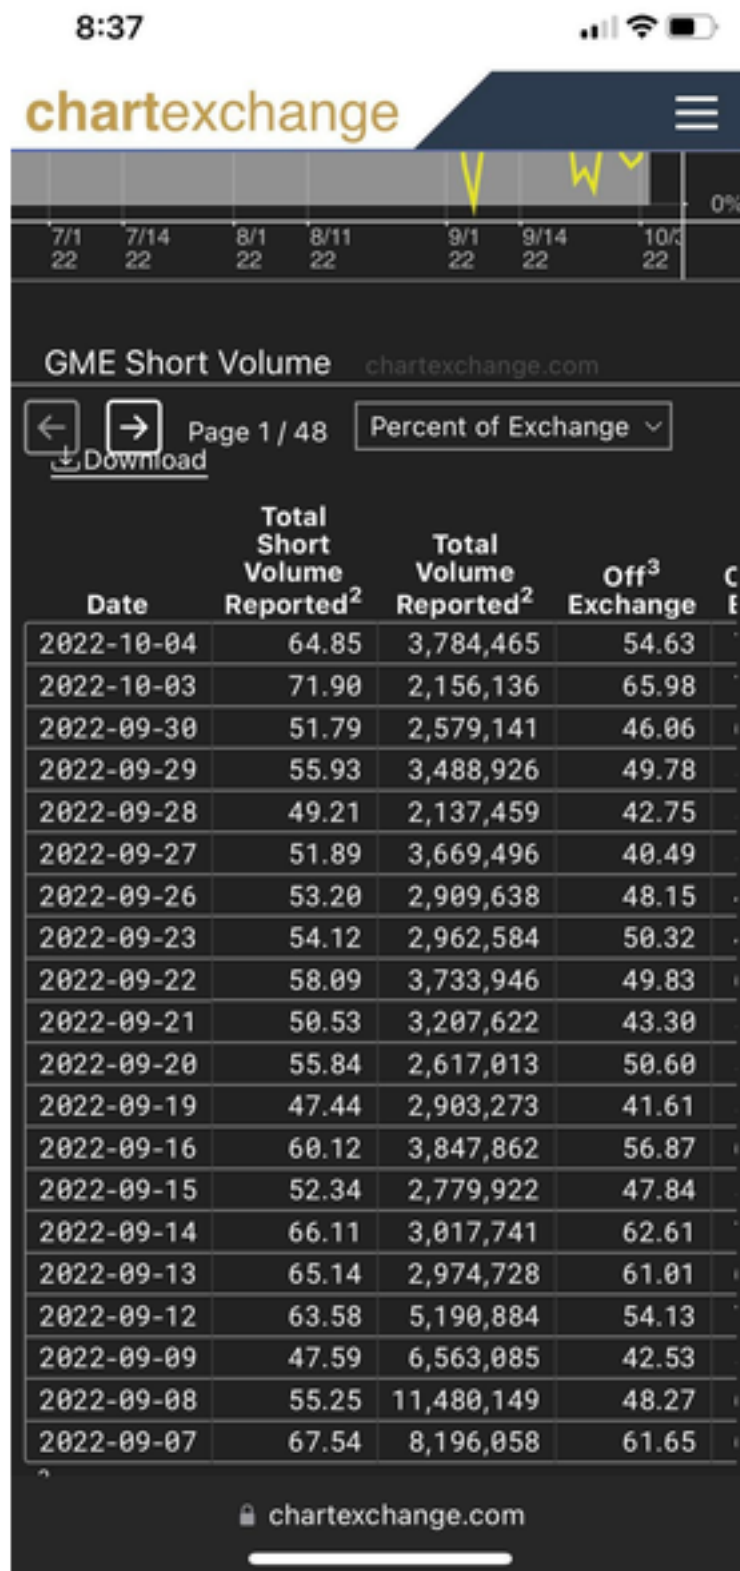 8:37
chartexchange
0%
7/1 7/14 8/1 8/11 9/1 9/14
22 22 22 22 22 22 22
GME Short Volume chartexchange.com
← → Page 1 / 48 Percent of Exchange
Download
Total
Short Total
Volume Volume Off³
Date Reported² Reported² Exchange
2022-10-04 64.85 3,784,465 54.63
2022-10-03 71.90 2,156,136 65.98
2022-09-30 51.79 2,579,141 46.06
2022-09-29 55.93 3,488,926 49.78
2022-09-28 49.21 2,137,459 42.75
2022-09-27 51.89 3,669,496 40.49
2022-09-26 53.20 2,909,638 48.15
2022-09-23 54.12 2,962,584 50.32
2022-09-22 58.09 3,733,946 49.83
2022-09-21 50.53 3,207,622 43.30
2022-09-20 55.84 2,617,013 50.60
2022-09-19 47.44 2,903,273 41.61
2022-09-16 60.12 3,847,862 56.87
2022-09-15 52.34 2,779,922 47.84
2022-09-14 66.11 3,017,741 62.61
2022-09-13 65.14 2,974,728 61.01
2022-09-12 63.58 5,190,884 54.13
2022-09-09 47.59 6,563,085 42.53
2022-09-08 55.25 11,480,149 48.27
2022-09-07 67.54 8,196,058 61.65
chartexchange.com